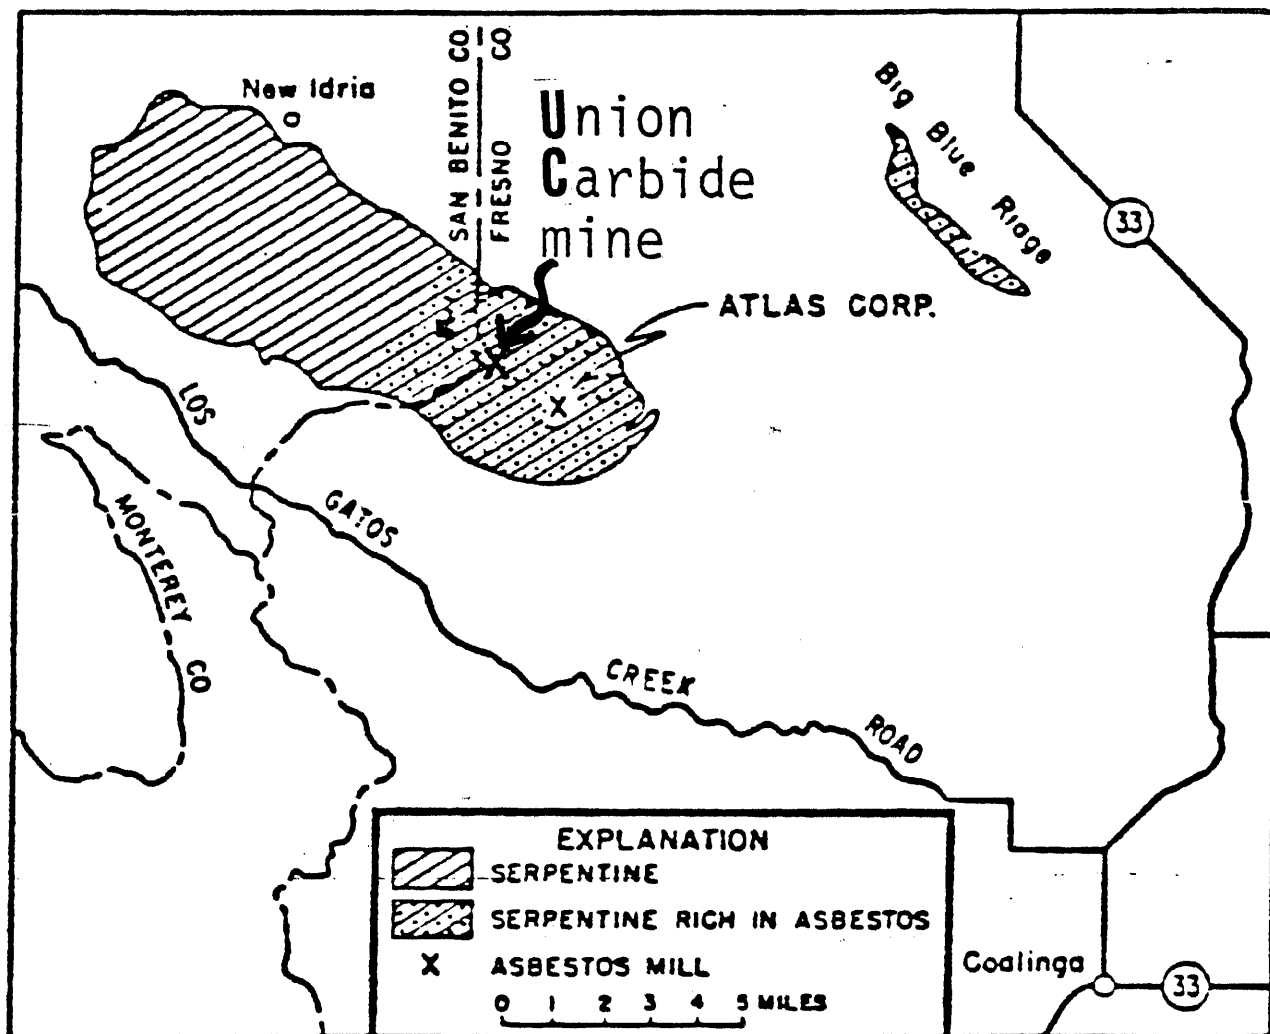 New Idria
SAN BENITO CO
FRESNO CO
Union
Carbide
mine
Big Blue Riage
33
ATLAS CORP.
X
X
LOS GATOS CREEK ROAD
MONTEREY CO
EXPLANATION
SERPENTINE
SERPENTINE RICH IN ASBESTOS
X ASBESTOS MILL
0 1 2 3 4 5 MILES
Coalinga
33